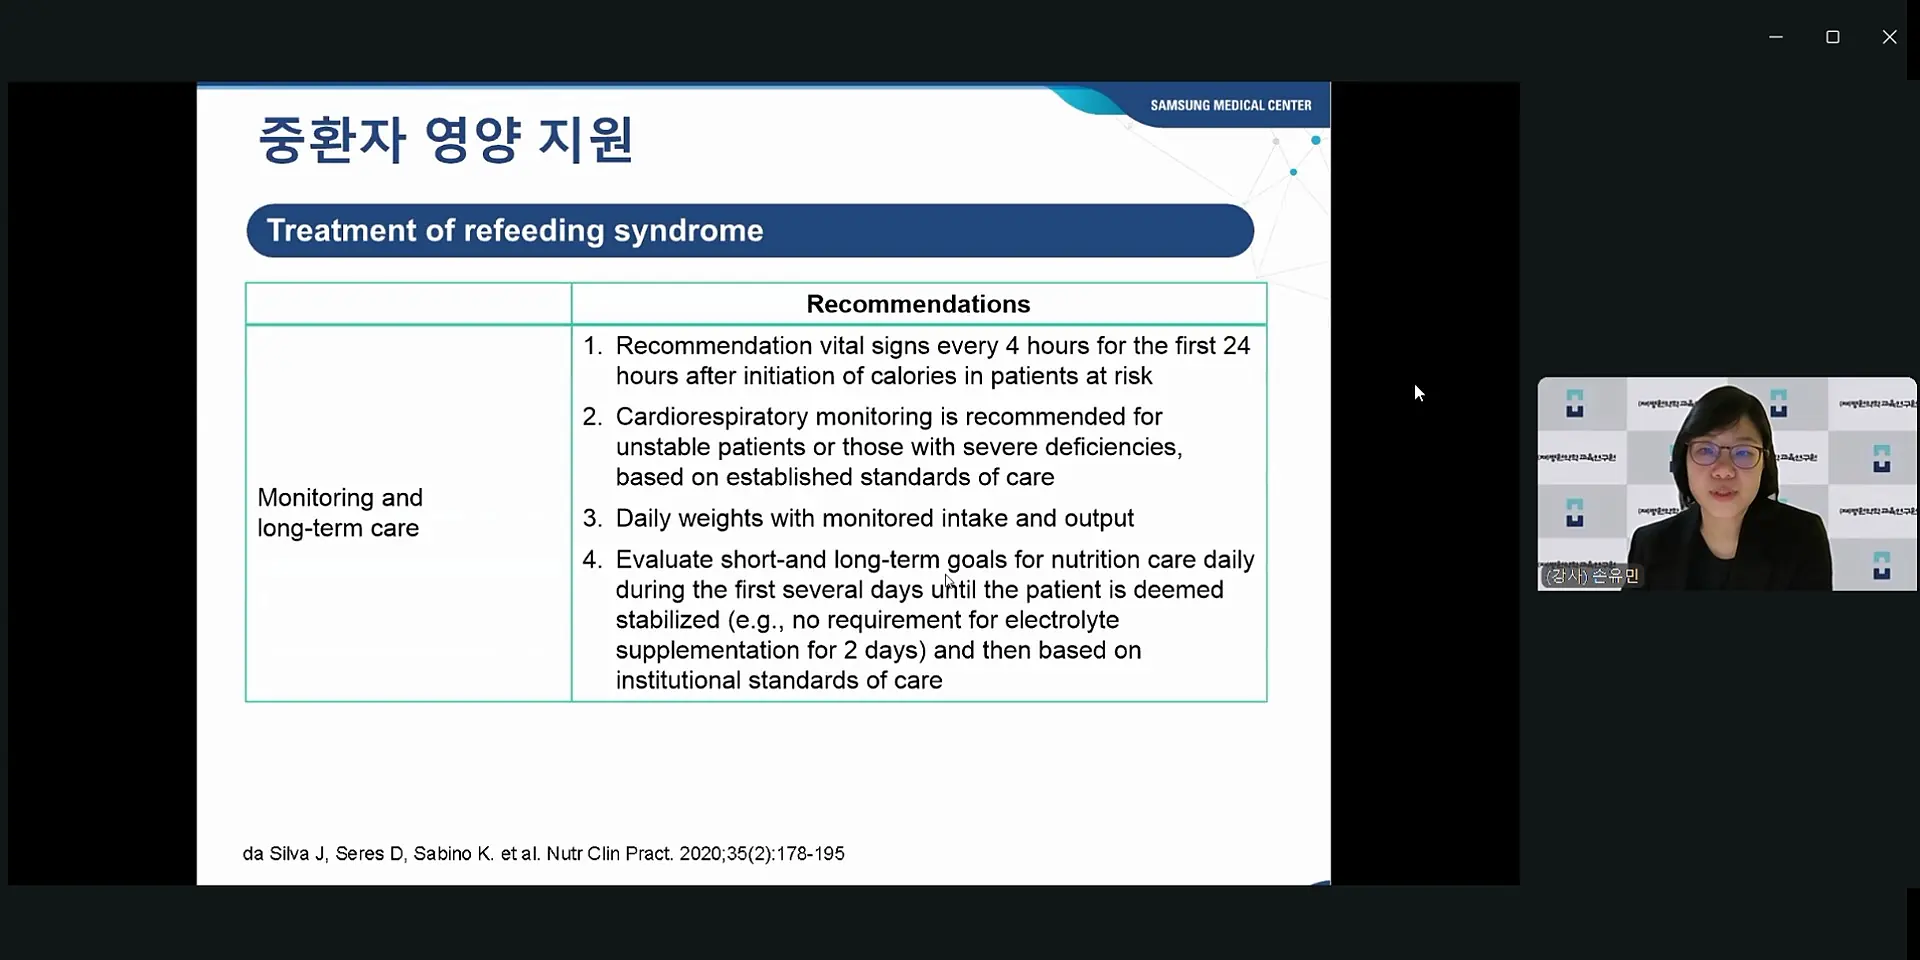 SAMSUNG MEDICAL CENTER
중환자 영양 지원
Treatment of refeeding syndrome
Recommendations
Monitoring and
long-term care
1. Recommendation vital signs every 4 hours for the first 24
hours after initiation of calories in patients at risk
2. Cardiorespiratory monitoring is recommended for
unstable patients or those with severe deficiencies,
based on established standards of care
3. Daily weights with monitored intake and output
4. Evaluate short-and long-term goals for nutrition care daily
during the first several days until the patient is deemed
stabilized (e.g., no requirement for electrolyte
supplementation for 2 days) and then based on
institutional standards of care
da Silva J, Seres D, Sabino K. et al. Nutr Clin Pract. 2020;35(2):178-195
(강사) 손유민